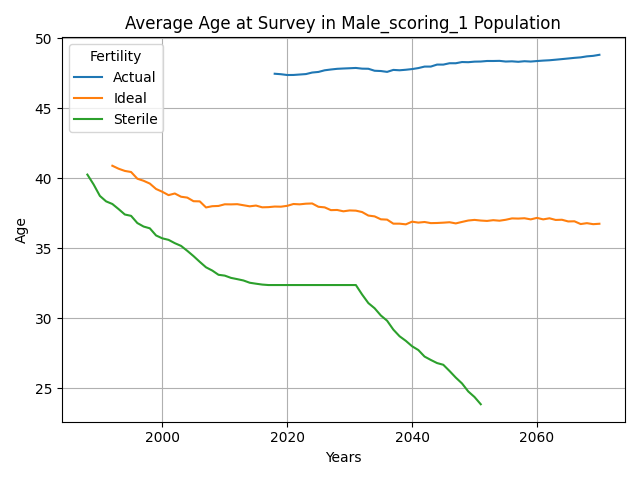 Average Age at Survey in Male_scoring_1 Population
Fertility
Actual
Ideal
Sterile
50
45
40
35
30
25
Age
2000
2020
2040
2060
Years